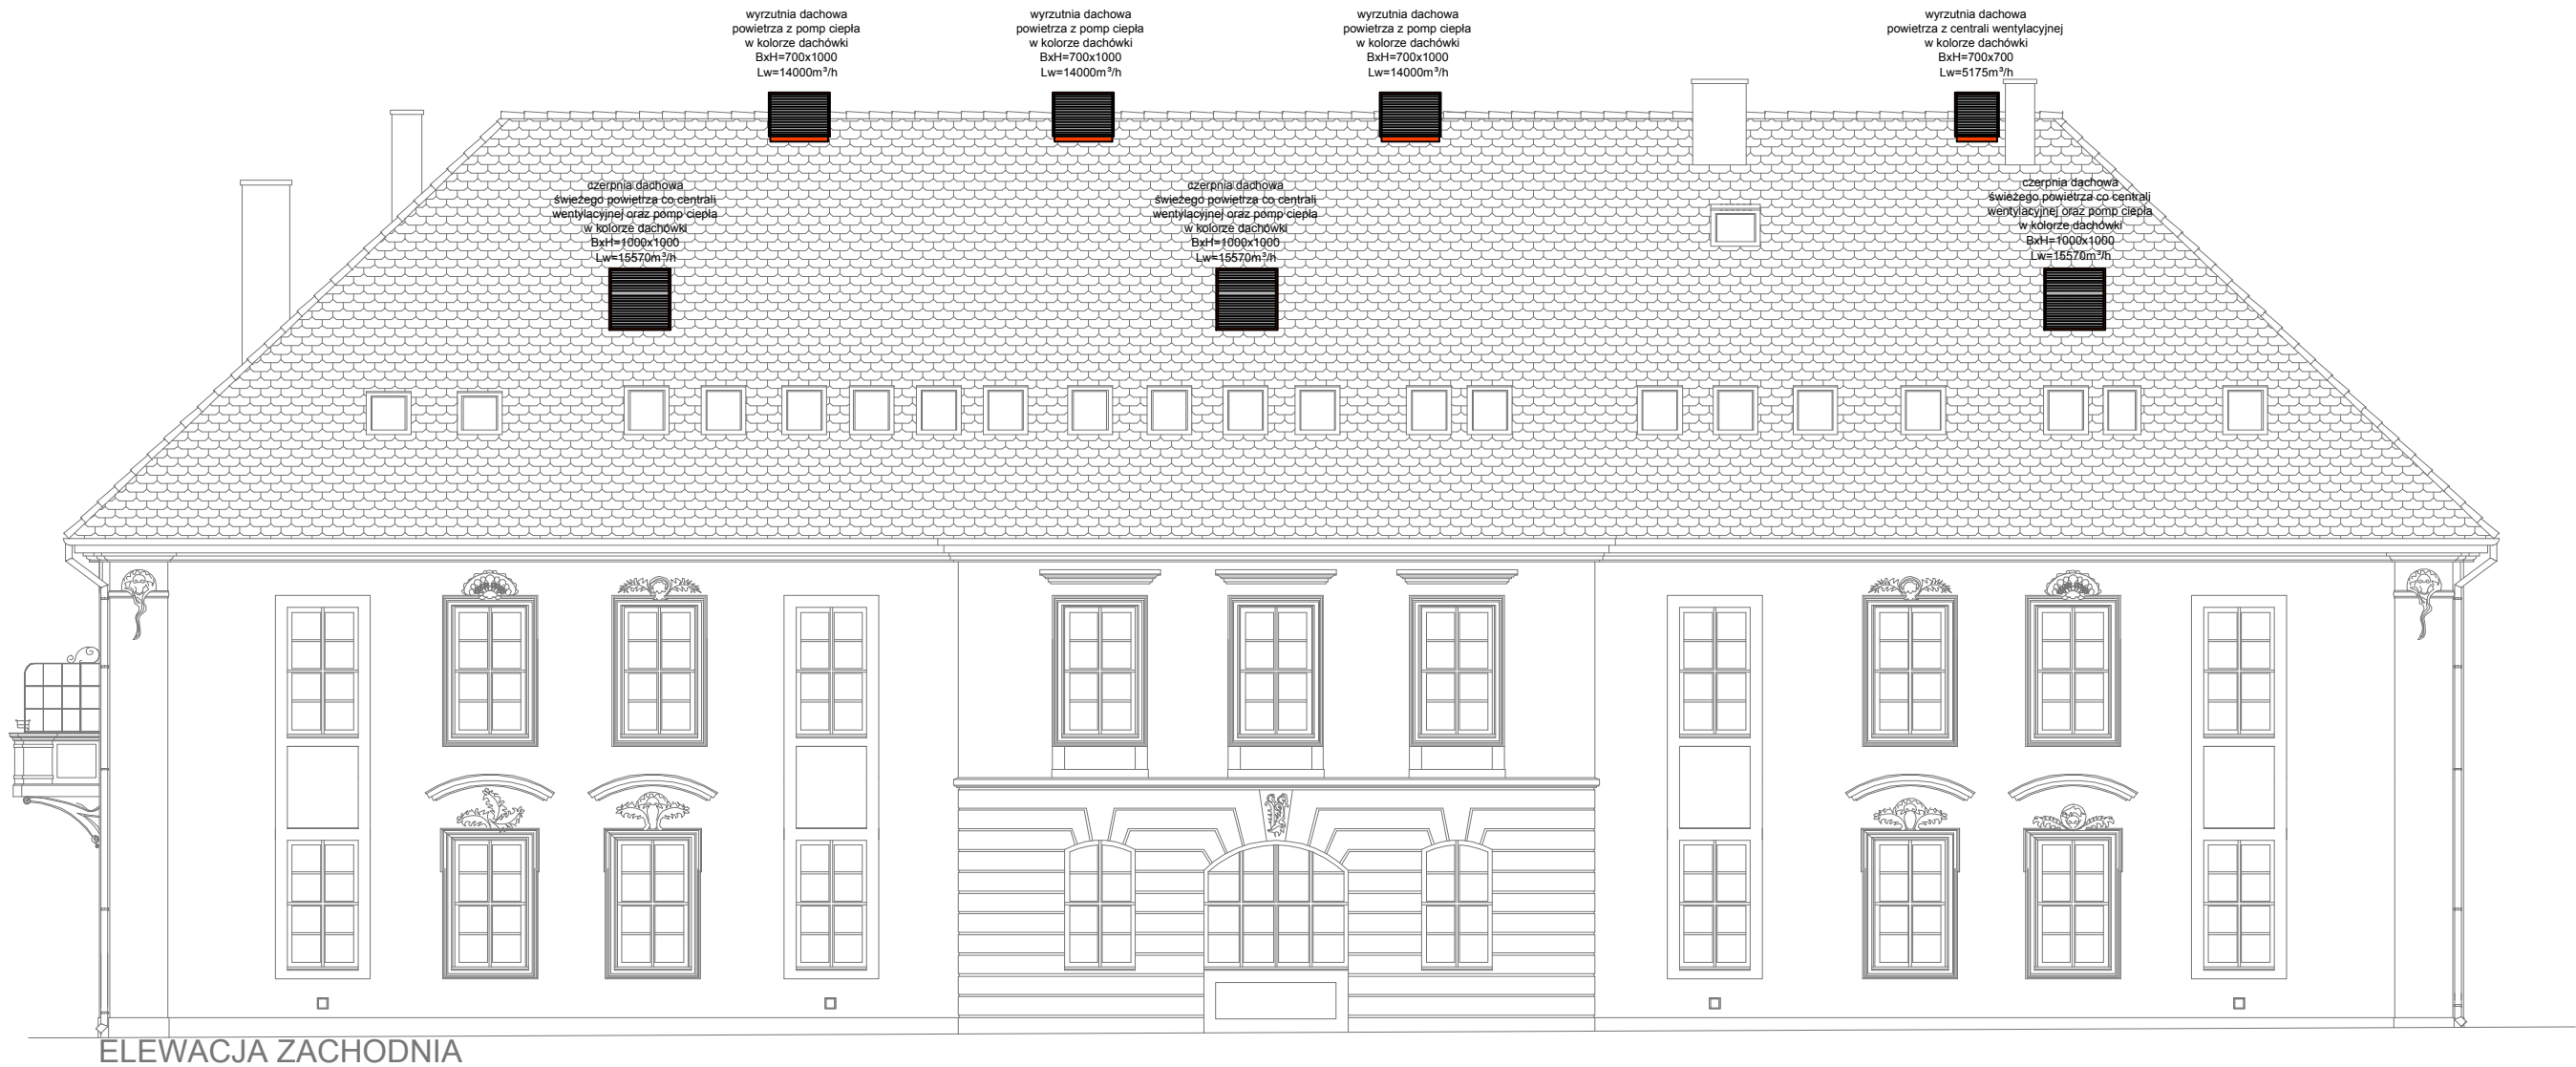 wyrzutnia dachowa
powietrza z pomp ciepła
w kolorze dachówki
BxH=700x1000
Lw=14000m³/h
wyrzutnia dachowa
powietrza z pomp ciepła
w kolorze dachówki
BxH=700x1000
Lw=14000m³/h
wyrzutnia dachowa
powietrza z pomp ciepła
w kolorze dachówki
BxH=700x1000
Lw=14000m³/h
wyrzutnia dachowa
powietrza z centrali wentylacyjnej
w kolorze dachówki
BxH=700x700
Lw=5175m³/h
czerpnia dachowa
świeżego powietrza co centrali
wentylacyjnej oraz pomp ciepła
w kolorze dachówki
BxH=1000x1000
Lw=15570m³/h
czerpnia dachowa
świeżego powietrza co centrali
wentylacyjnej oraz pomp ciepła
w kolorze dachówki
BxH=1000x1000
Lw=15570m³/h
czerpnia dachowa
świeżego powietrza co centrali
wentylacyjnej oraz pomp ciepła
w kolorze dachówki
BxH=1000x1000
Lw=15570m³/h
ELEWACJA ZACHODNIA